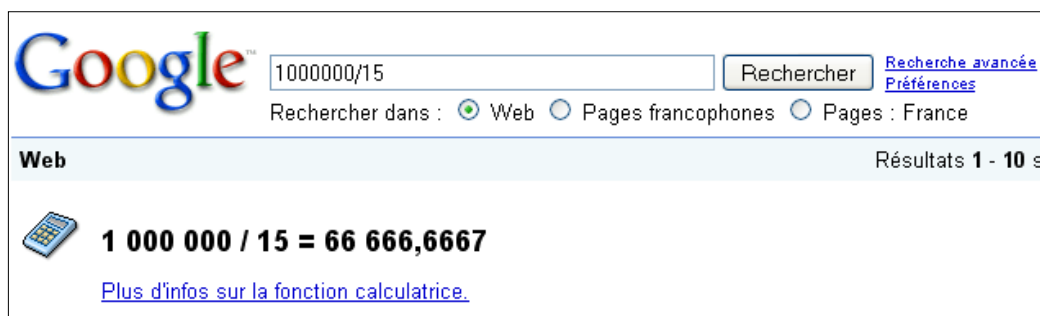 Google™ 1000000/15 Rechercher Recherche avancée
Préférences
Rechercher dans : Web Pages francophones Pages : France
Web Résultats 1 - 10 s
1 000 000 / 15 = 66 666,6667
Plus d'infos sur la fonction calculatrice.